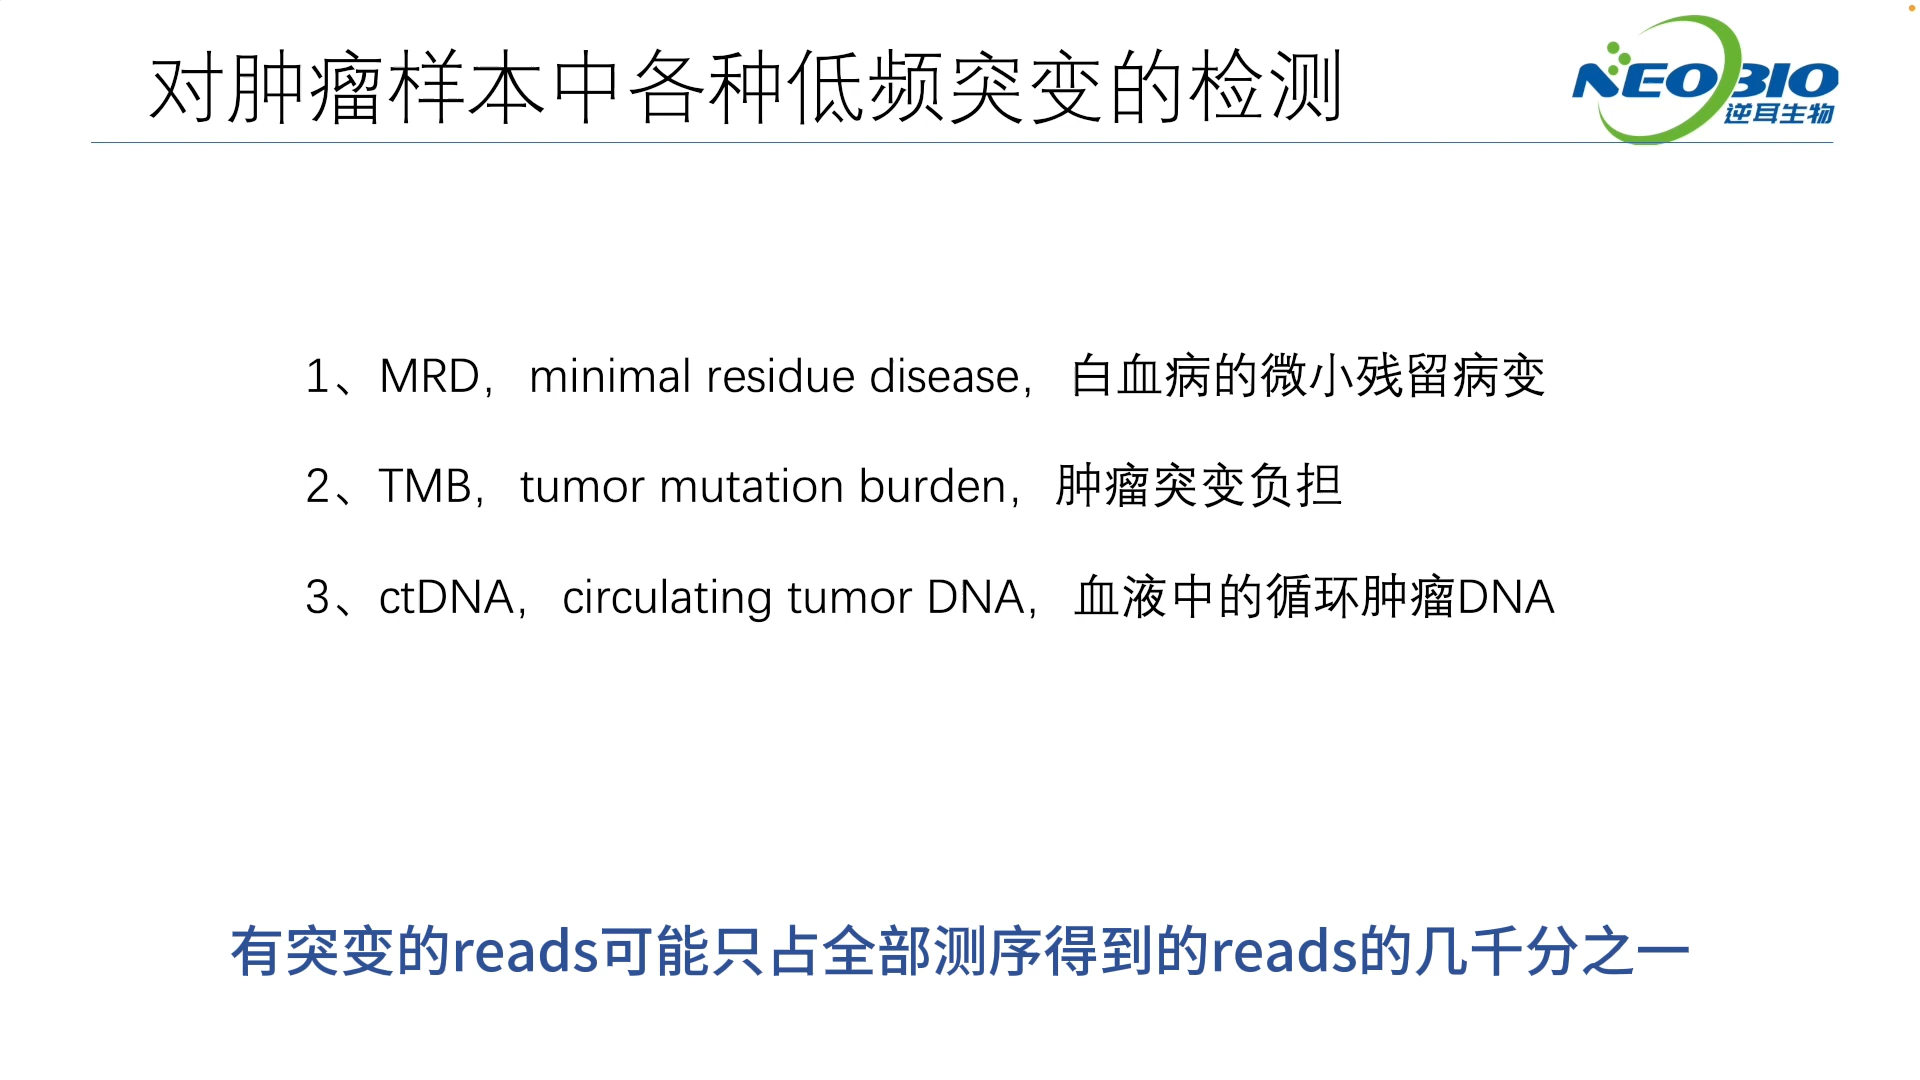 对肿瘤样本中各种低频突变的检测
NEOBIO
逆耳生物
1、MRD，minimal residue disease，白血病的微小残留病变
2、TMB，tumor mutation burden，肿瘤突变负担
3、ctDNA，circulating tumor DNA，血液中的循环肿瘤DNA
有突变的reads可能只占全部测序得到的reads的几千分之一